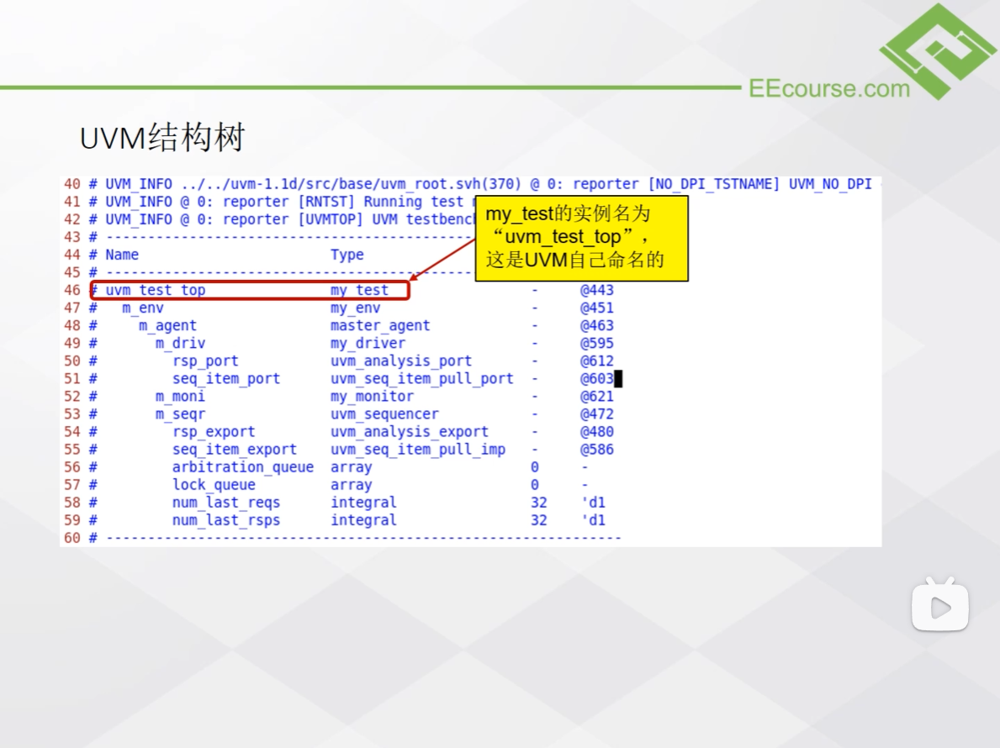 EEcourse.com
UVM结构树
40 # UVM_INFO ../../uvm-1.1d/src/base/uvm_root.svh(370) @ 0: reporter [NO_DPI_TSTNAME] UVM_NO_DPI
41 # UVM_INFO @ 0: reporter [RNTST] Running test
42 # UVM_INFO @ 0: reporter [UVMTOP] UVM testbench
my_test的实例名为
“uvm_test_top”，
这是UVM自己命名的
43 # --------------------------------------------
44 # Name Type
45 # --------------------------------------------
46 # uvm_test_top my_test - @443
47 # m_env my_env - @451
48 # m_agent master_agent - @463
49 # m_driv my_driver - @595
50 # rsp_port uvm_analysis_port - @612
51 # seq_item_port uvm_seq_item_pull_port - @603
52 # m_moni my_monitor - @621
53 # m_seqr uvm_sequencer - @472
54 # rsp_export uvm_analysis_export - @480
55 # seq_item_export uvm_seq_item_pull_imp - @586
56 # arbitration_queue array 0 -
57 # lock_queue array 0 -
58 # num_last_reqs integral 32 'd1
59 # num_last_rsps integral 32 'd1
60 # --------------------------------------------------------------